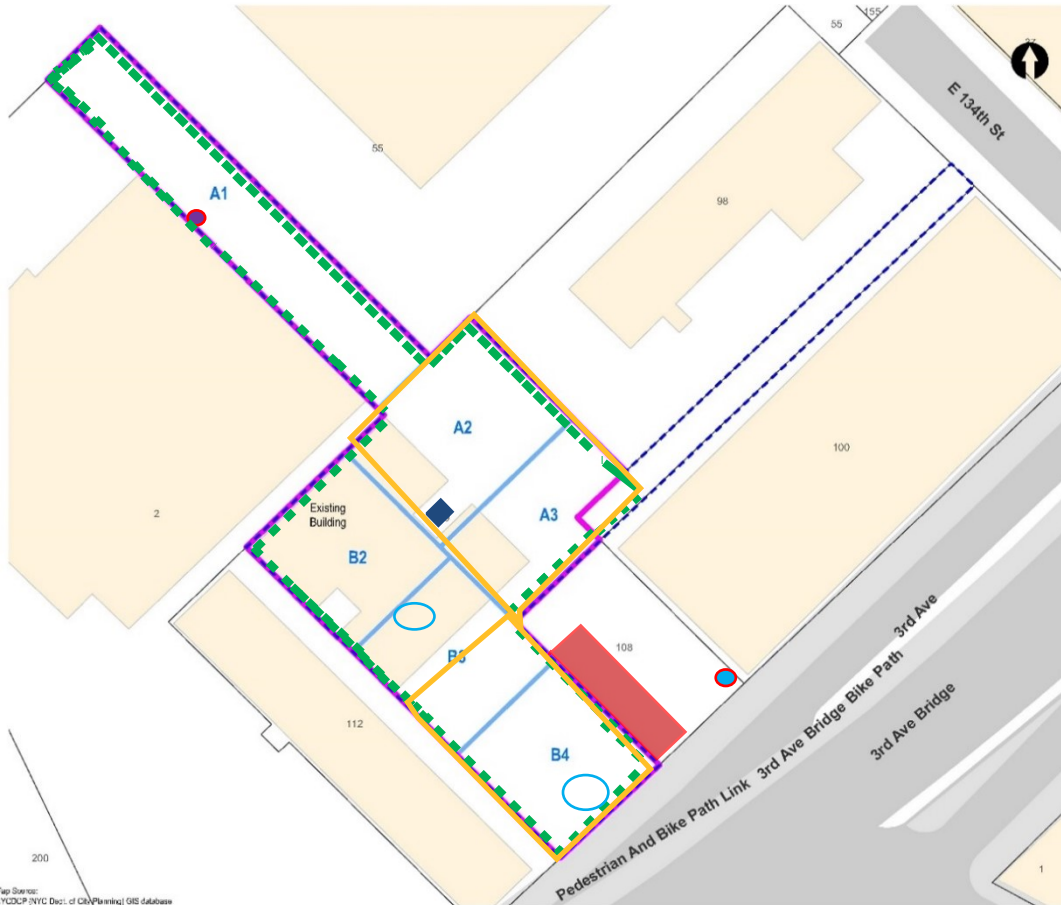 55
155
E 134th St
55
98
A1
A2
100
A3
2
Existing
Building
B2
3rd Ave
108
3rd Ave Bridge Bike Path
3rd Ave Bridge
112
B4
Pedestrian And Bike Path Link
200
1